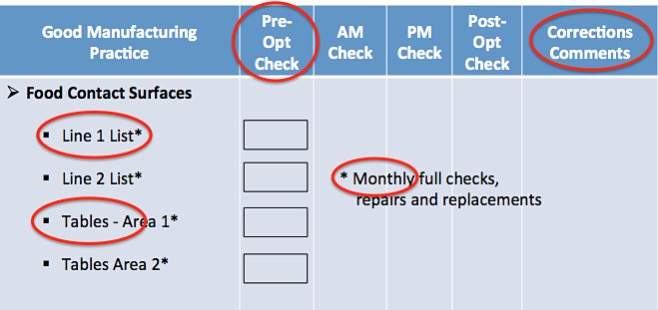 Good Manufacturing
Practice
Pre-
Opt
Check
AM
Check
PM
Check
Post-
Opt
Check
Corrections
Comments
➢ Food Contact Surfaces
▪ Line 1 List*
▪ Line 2 List*
* Monthly full checks,
repairs and replacements
▪ Tables - Area 1*
▪ Tables Area 2*